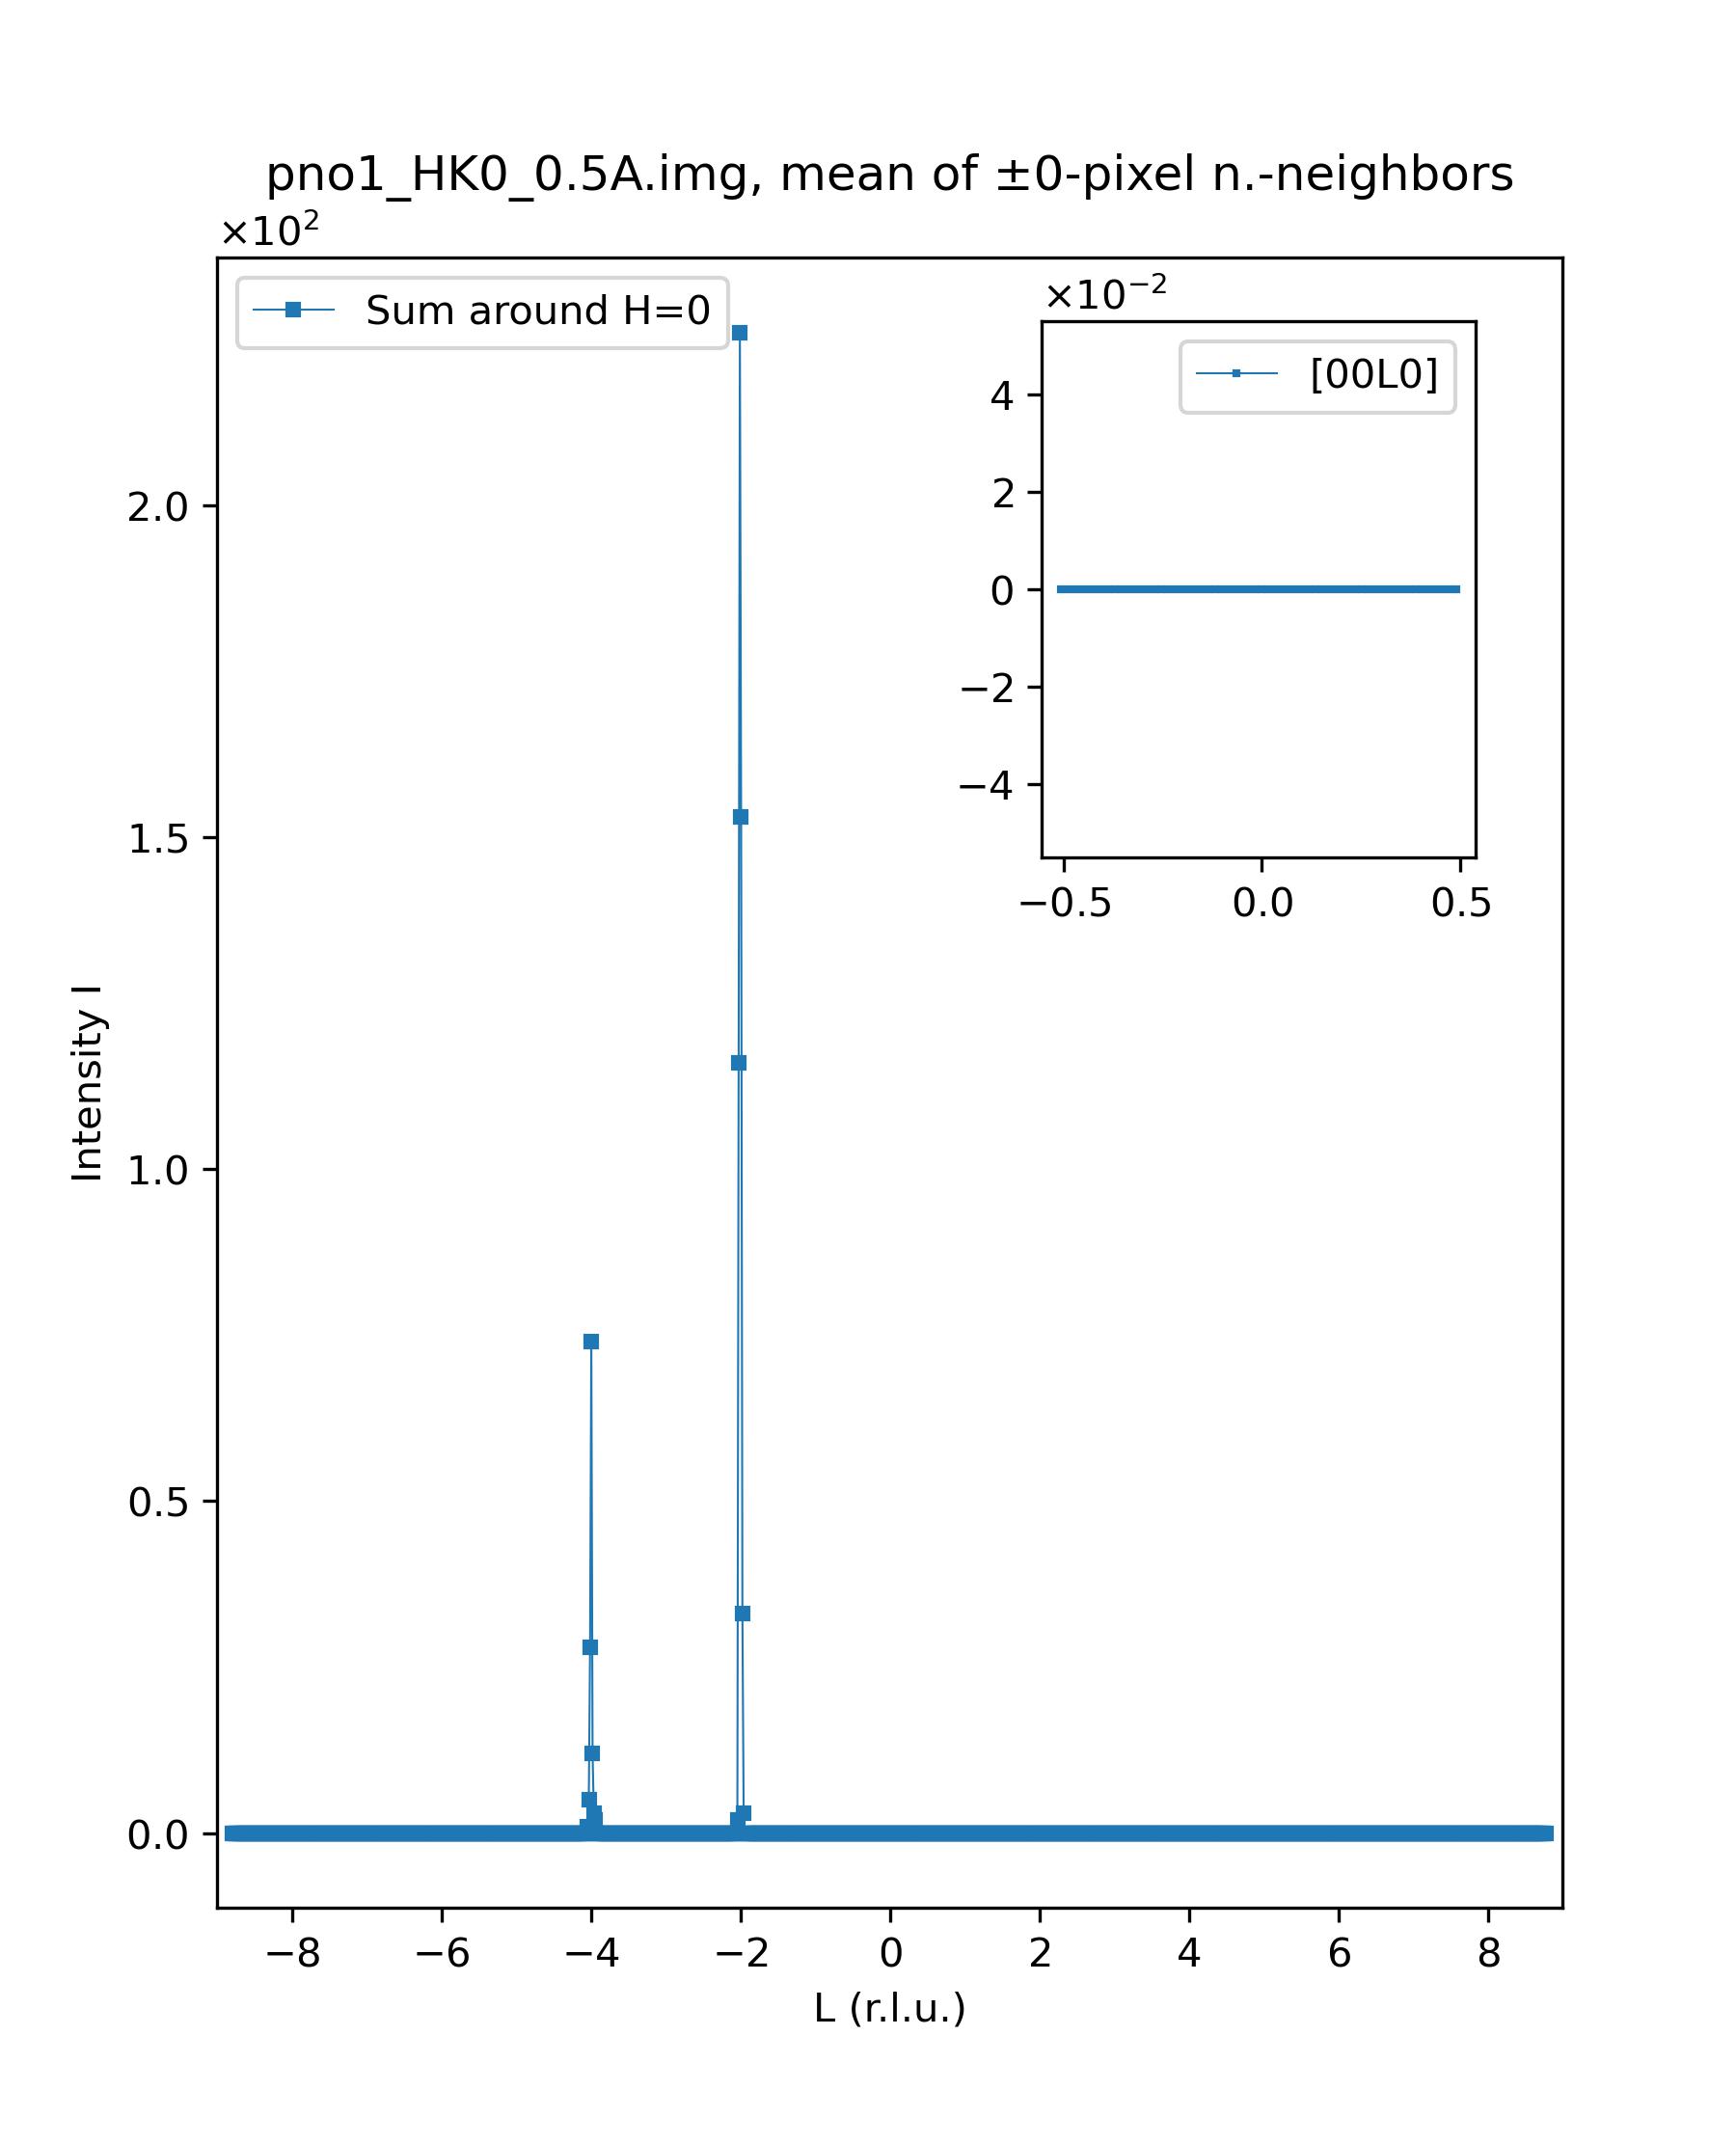 pno1_HK0_0.5A.img, mean of ±0-pixel n.-neighbors
×10²
Sum around H=0
×10⁻²
[00L0]
4
2
0
−2
−4
−0.5 0.0 0.5
2.0
1.5
1.0
0.5
0.0
Intensity I
−8 −6 −4 −2 0 2 4 6 8
L (r.l.u.)